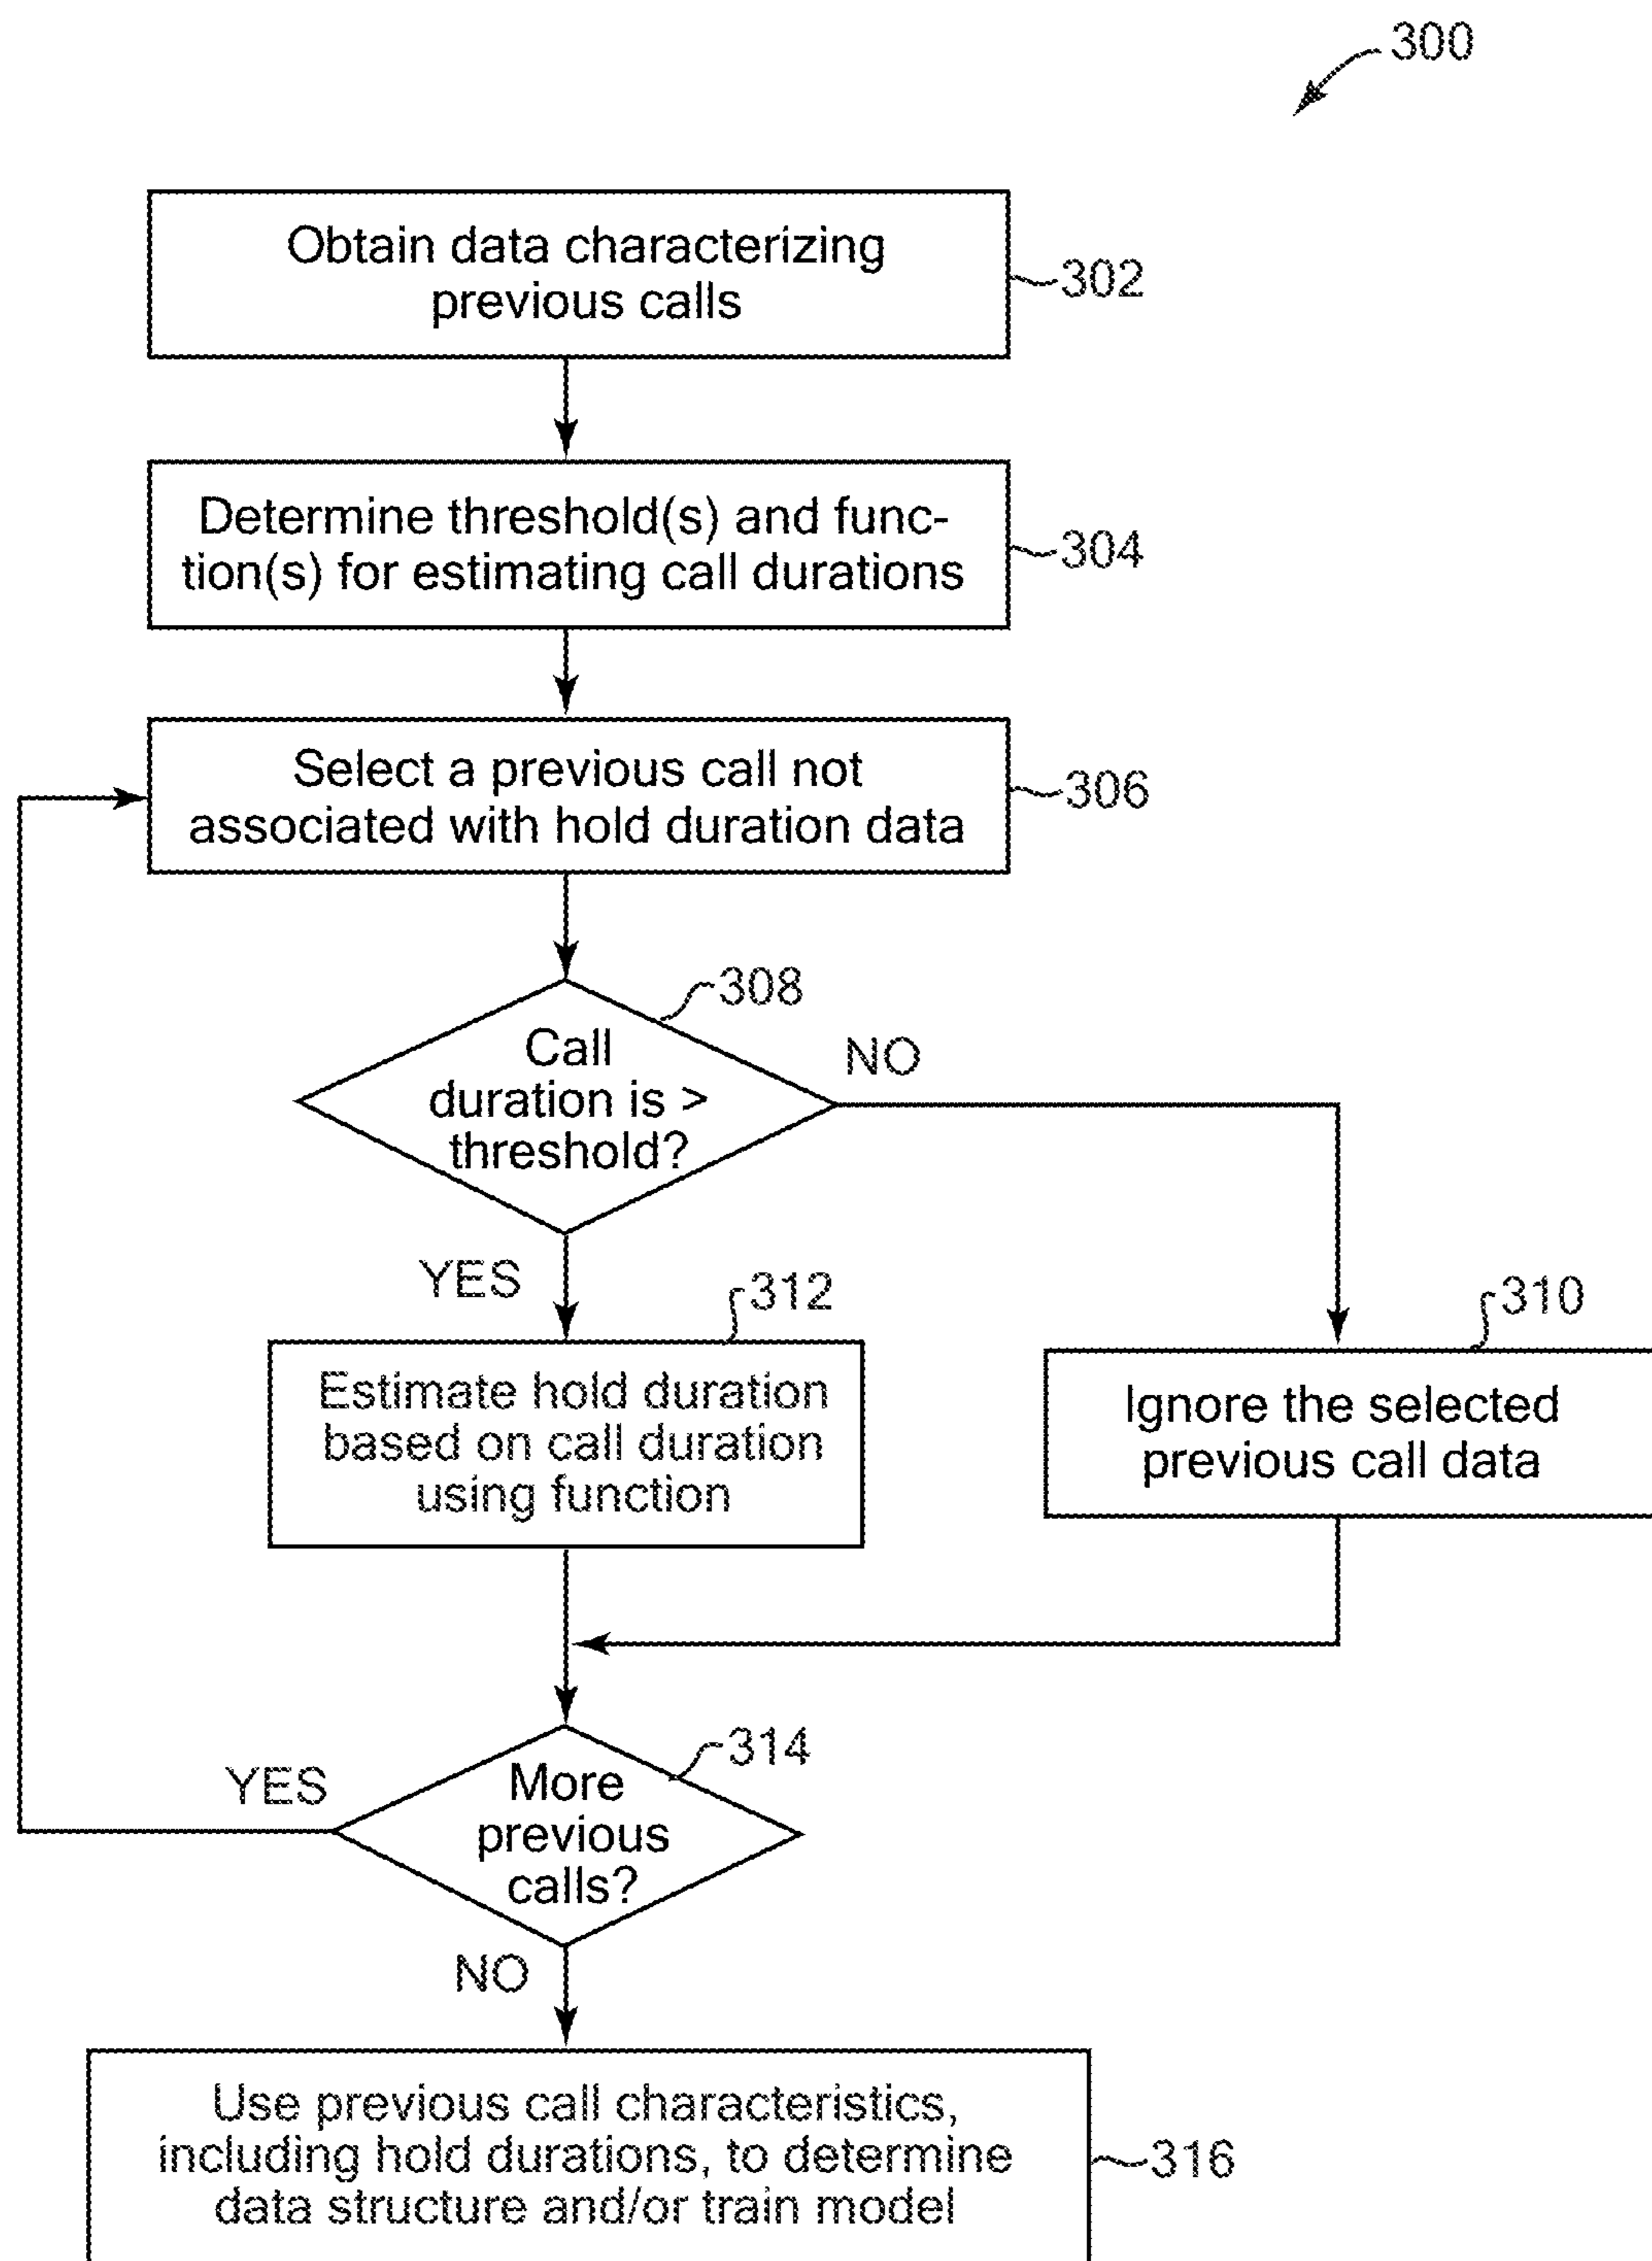 300
Obtain data characterizing
previous calls
302
Determine threshold(s) and func-
tion(s) for estimating call durations
304
Select a previous call not
associated with hold duration data
306
308
Call
duration is >
threshold?
NO
YES
312
310
Estimate hold duration
based on call duration
using function
Ignore the selected
previous call data
314
YES
More
previous
calls?
NO
Use previous call characteristics,
including hold durations, to determine
data structure and/or train model
316